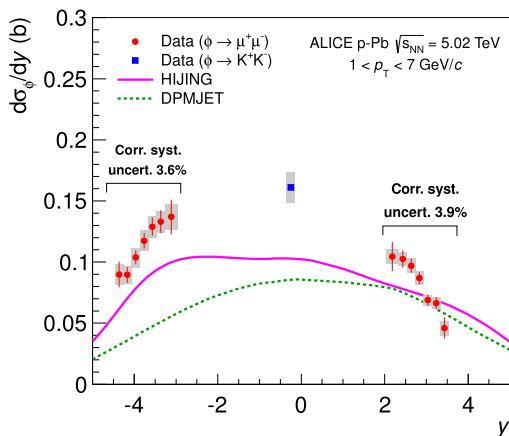 dσϕ/dy (b)
0.3
0.25
0.2
0.15
0.1
0.05
0
Data (ϕ → μ⁺μ⁻)
Data (ϕ → K⁺K⁻)
HIJING
DPMJET
ALICE p-Pb √sNN = 5.02 TeV
1 < pT < 7 GeV/c
Corr. syst.
uncert. 3.6%
Corr. syst.
uncert. 3.9%
-4 -2 0 2 4
y